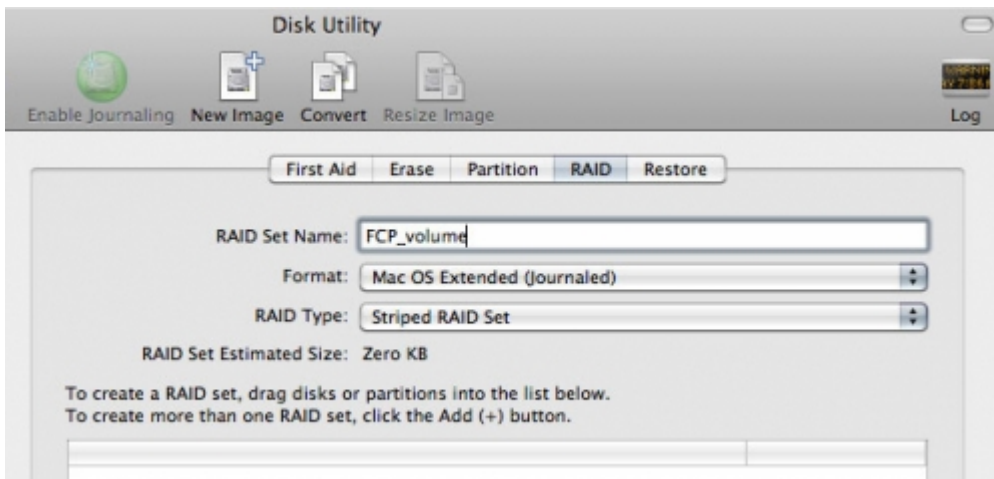 Disk Utility
Enable Journaling New Image Convert Resize Image Log
First Aid Erase Partition RAID Restore
RAID Set Name: FCP_volume
Format: Mac OS Extended (Journaled)
RAID Type: Striped RAID Set
RAID Set Estimated Size: Zero KB
To create a RAID set, drag disks or partitions into the list below.
To create more than one RAID set, click the Add (+) button.